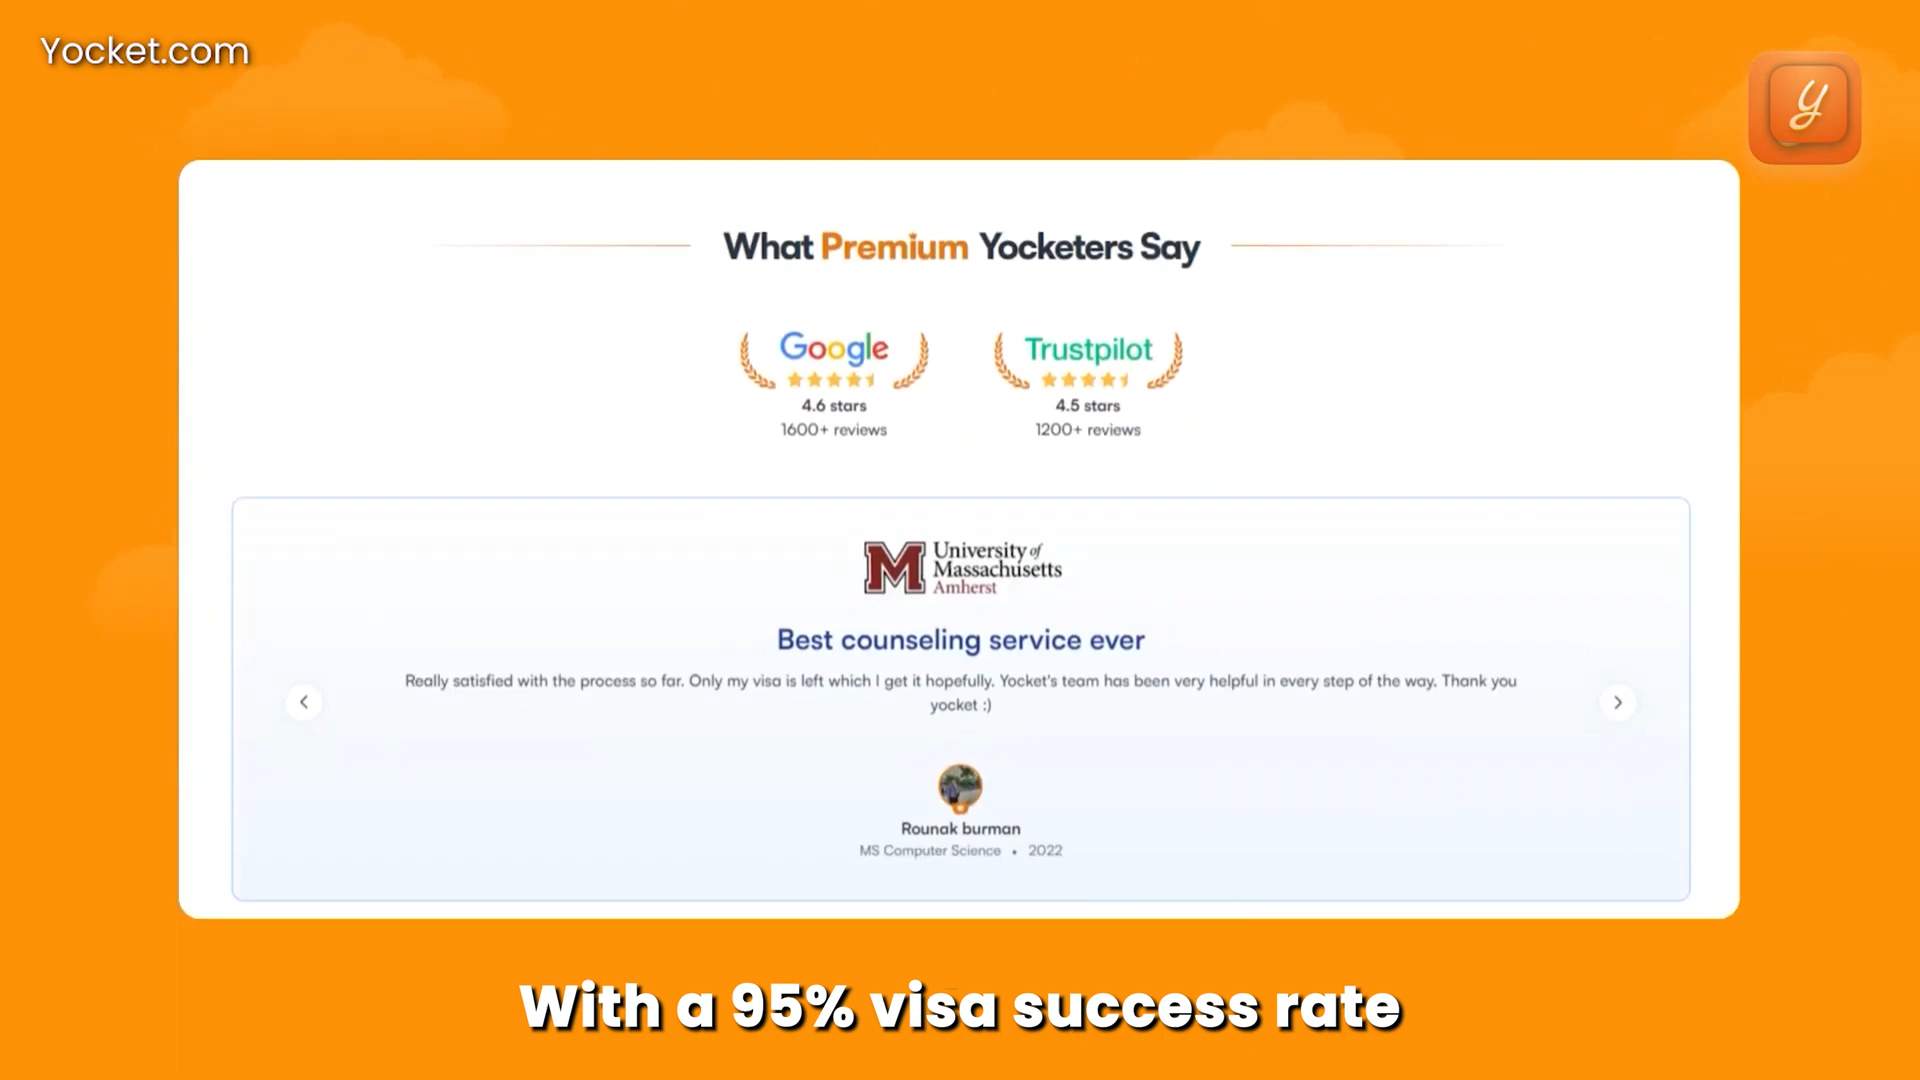 Yocket.com
y
What Premium Yocketers Say
Google
4.6 stars
1600+ reviews
Trustpilot
4.5 stars
1200+ reviews
M
University of
Massachusetts
Amherst
Best counseling service ever
Really satisfied with the process so far. Only my visa is left which I get it hopefully. Yocket's team has been very helpful in every step of the way. Thank you
yocket :)
Rounak burman
MS Computer Science • 2022
With a 95% visa success rate